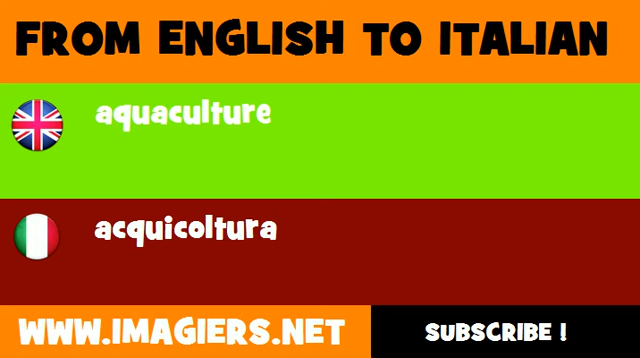 FROM ENGLISH TO ITALIAN
aquaculture
acquicoltura
WWW.IMAGIERS.NET
SUBSCRIBE !